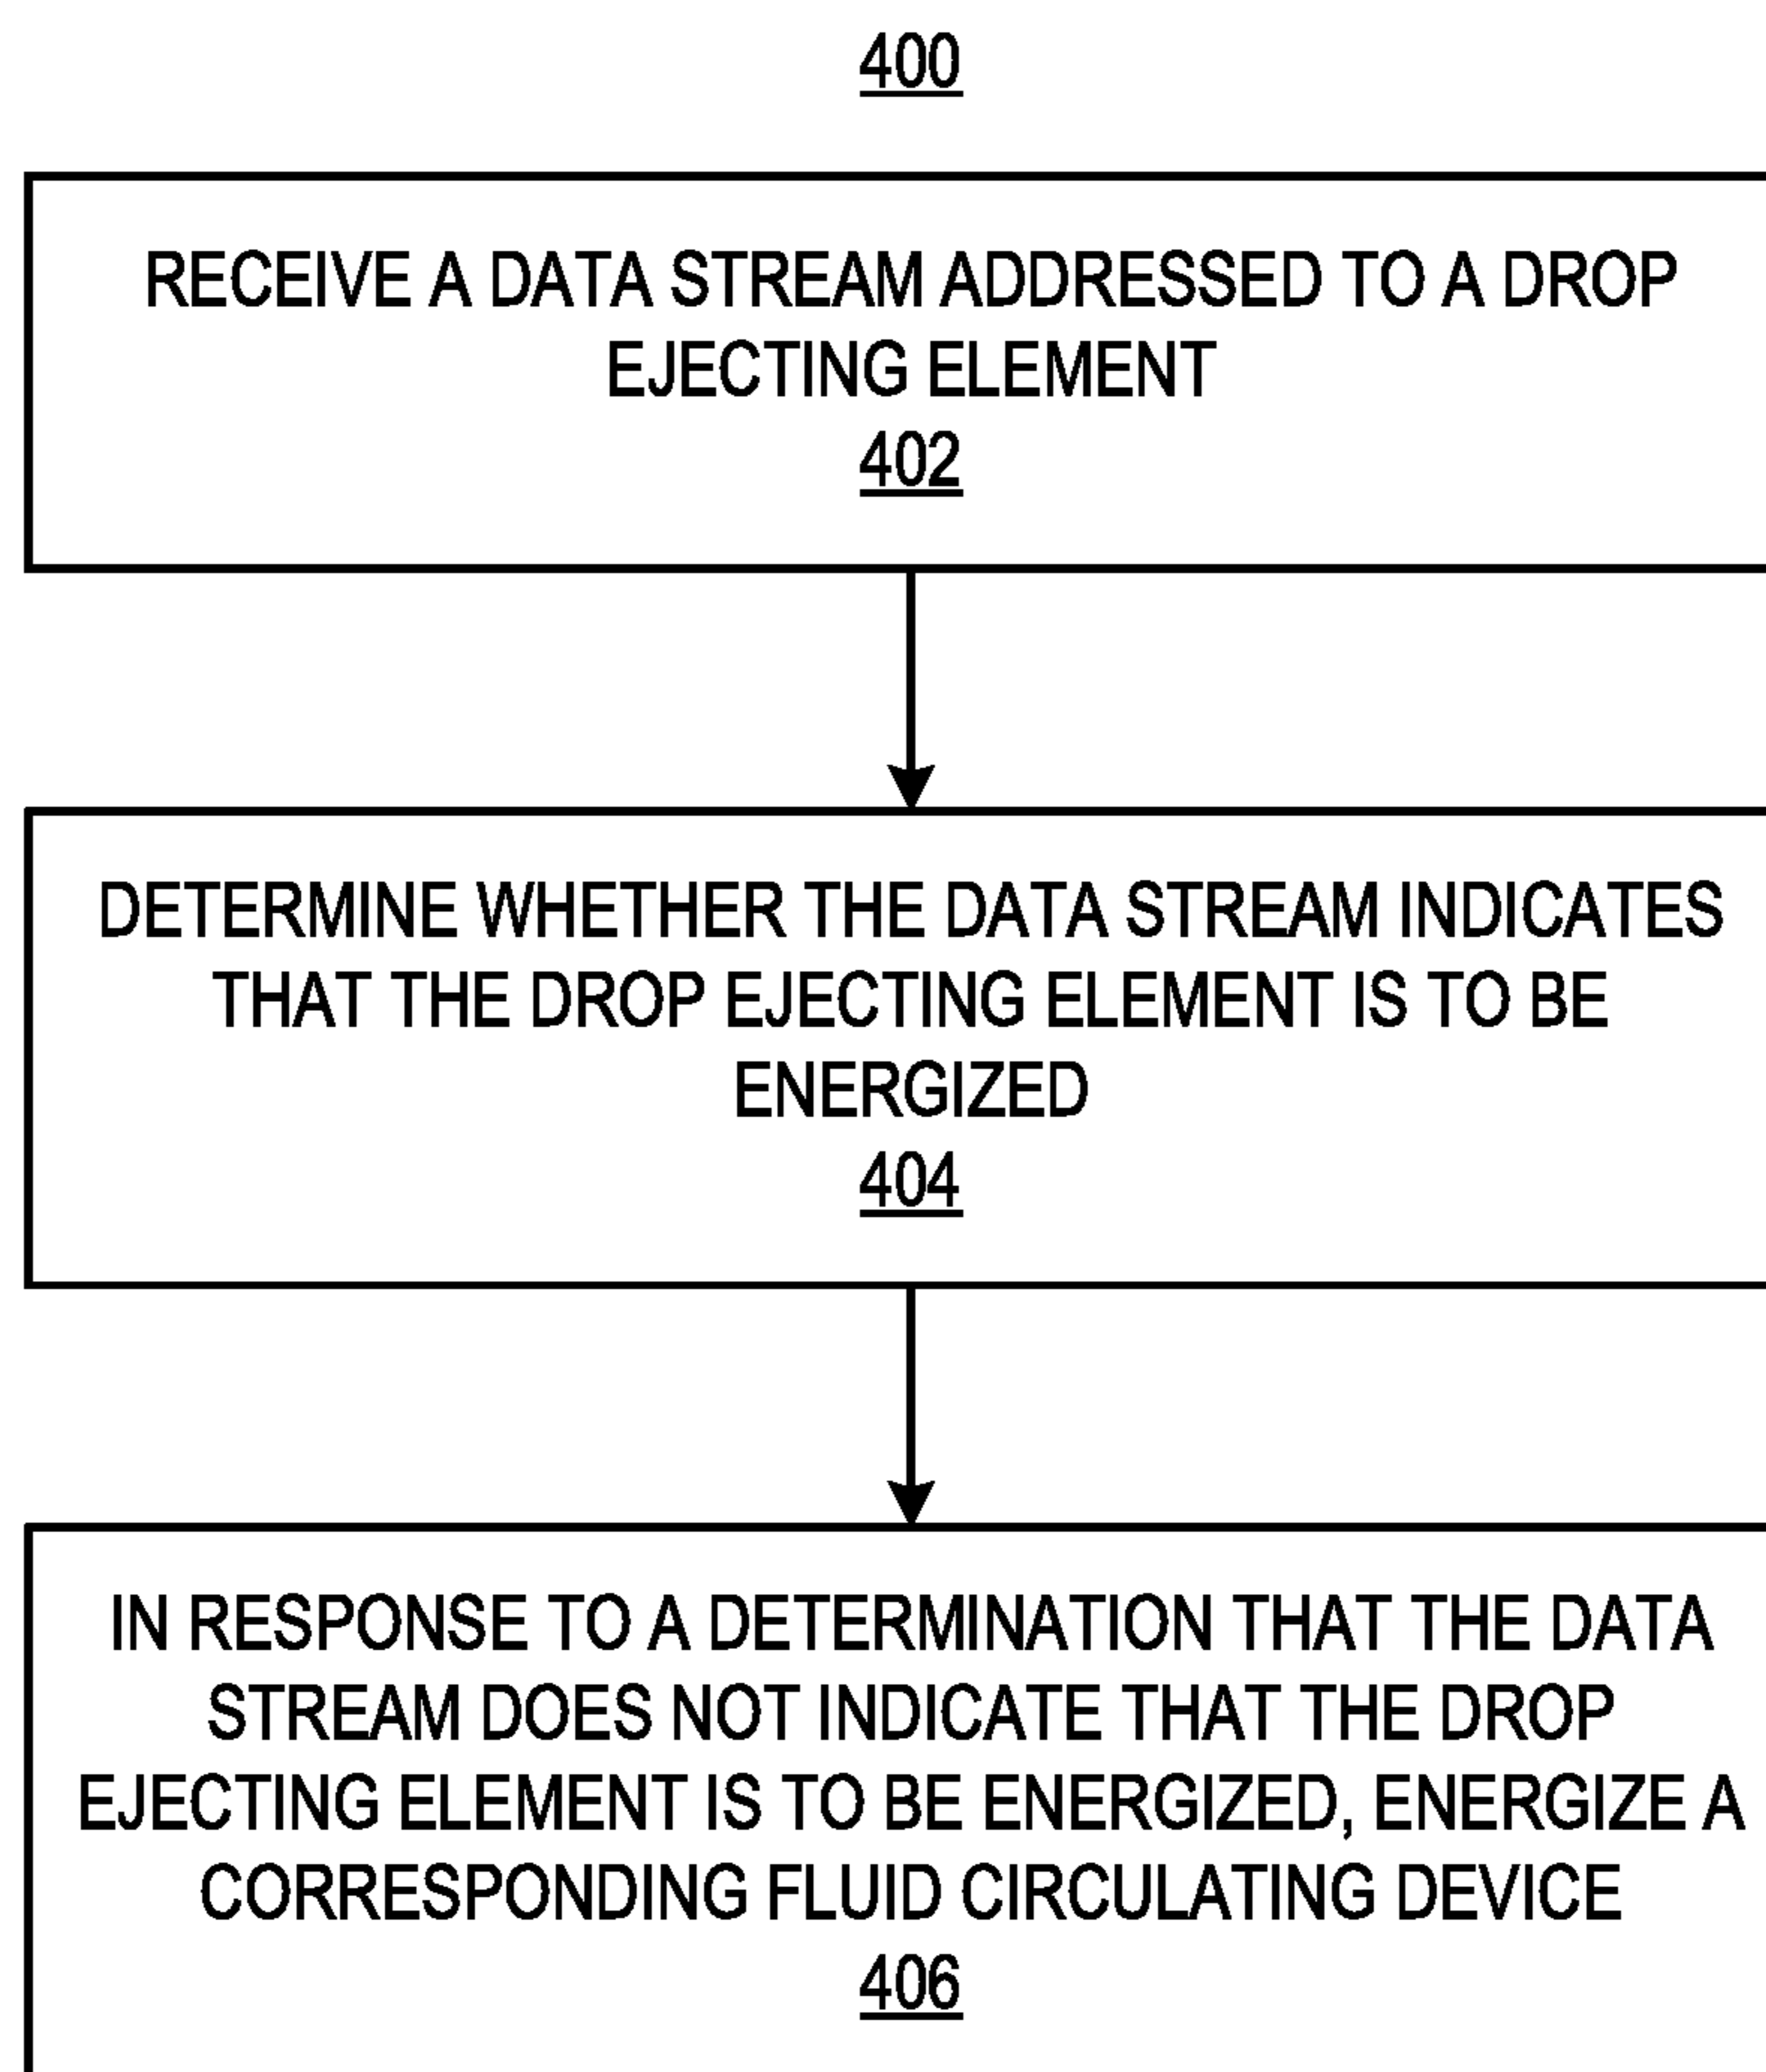 400
RECEIVE A DATA STREAM ADDRESSED TO A DROP
EJECTING ELEMENT
402
DETERMINE WHETHER THE DATA STREAM INDICATES
THAT THE DROP EJECTING ELEMENT IS TO BE
ENERGIZED
404
IN RESPONSE TO A DETERMINATION THAT THE DATA
STREAM DOES NOT INDICATE THAT THE DROP
EJECTING ELEMENT IS TO BE ENERGIZED, ENERGIZE A
CORRESPONDING FLUID CIRCULATING DEVICE
406